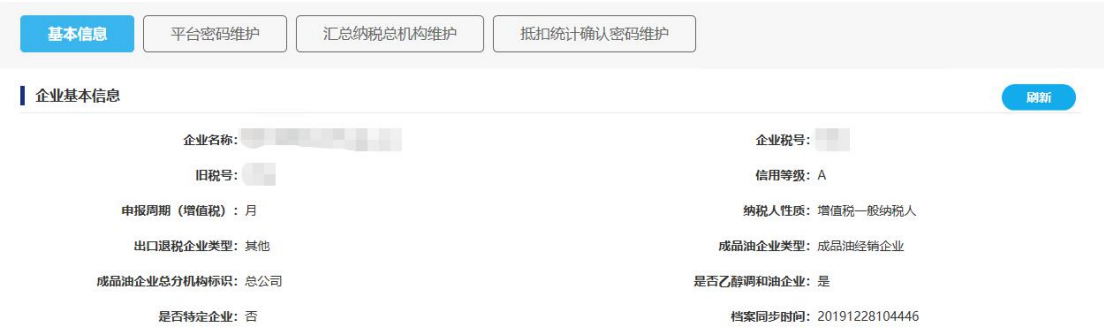 基本信息 平台密码维护 汇总纳税总机构维护 抵扣统计确认密码维护
企业基本信息 刷新
企业名称: 企业税号:
旧税号: 信用等级: A
申报周期（增值税）: 月 纳税人性质: 增值税一般纳税人
出口退税企业类型: 其他 成品油企业类型: 成品油经销企业
成品油企业总分机构标识: 总公司 是否乙醇调和油企业: 是
是否特定企业: 否 档案同步时间: 20191228104446